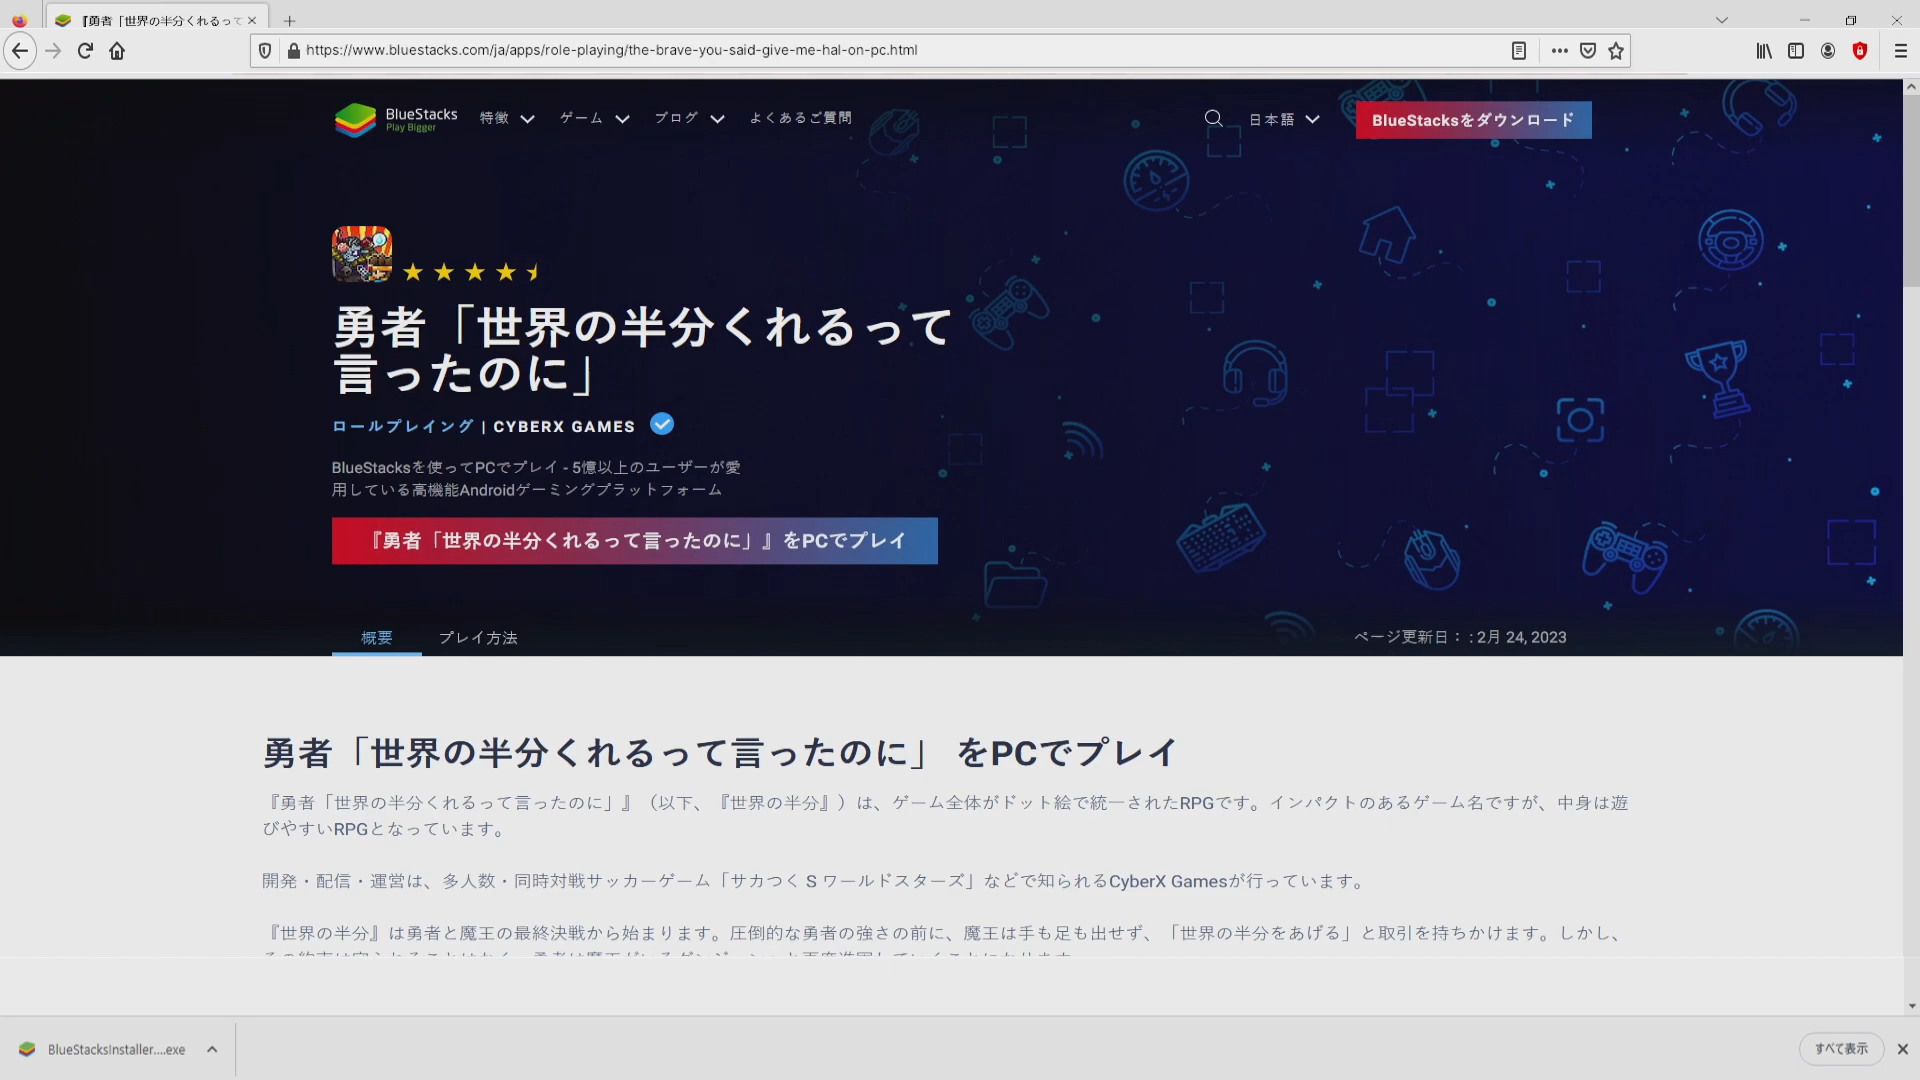 『勇者「世界の半分くれるって
https://www.bluestacks.com/ja/apps/role-playing/the-brave-you-said-give-me-hal-on-pc.html
BlueStacks
Play Bigger
特徴
ゲーム
ブログ
よくあるご質問
日本語
BlueStacksをダウンロード
勇者「世界の半分くれるって
言ったのに」
ロールプレイング | CYBERX GAMES
BlueStacksを使ってPCでプレイ - 5億以上のユーザーが愛
用している高機能Androidゲーミングプラットフォーム
『勇者「世界の半分くれるって言ったのに」』をPCでプレイ
概要
プレイ方法
ページ更新日： : 2月 24, 2023
勇者「世界の半分くれるって言ったのに」 をPCでプレイ
『勇者「世界の半分くれるって言ったのに」』（以下、『世界の半分』）は、ゲーム全体がドット絵で統一されたRPGです。インパクトのあるゲーム名ですが、中身は遊
びやすいRPGとなっています。
開発・配信・運営は、多人数・同時対戦サッカーゲーム「サカつく S ワールドスターズ」などで知られるCyberX Gamesが行っています。
『世界の半分』は勇者と魔王の最終決戦から始まります。圧倒的な勇者の強さの前に、魔王は手も足も出せず、「世界の半分をあげる」と取引を持ちかけます。しかし、
BlueStacksInstaller....exe
すべて表示